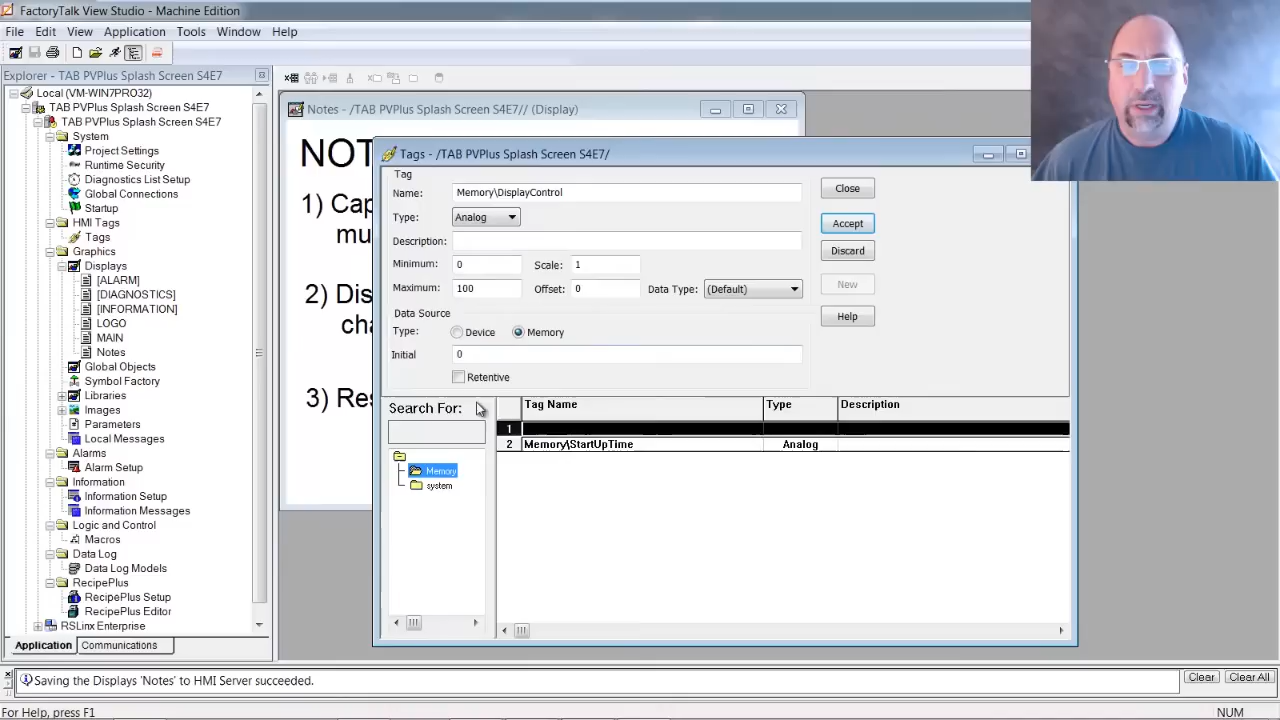 FactoryTalk View Studio - Machine Edition
File Edit View Application Tools Window Help
Explorer - TAB PVPlus Splash Screen S4E7
Local (VM-WIN7PRO32)
TAB PVPlus Splash Screen S4E7
TAB PVPlus Splash Screen S4E7
System
Project Settings
Runtime Security
Diagnostics List Setup
Global Connections
Startup
HMI Tags
Tags
Graphics
Displays
[ALARM]
[DIAGNOSTICS]
[INFORMATION]
LOGO
MAIN
Notes
Global Objects
Symbol Factory
Libraries
Images
Parameters
Local Messages
Alarms
Alarm Setup
Information
Information Setup
Information Messages
Logic and Control
Macros
Data Log
Data Log Models
RecipePlus
RecipePlus Setup
RecipePlus Editor
RSLinx Enterprise
Application Communications
Notes - /TAB PVPlus Splash Screen S4E7// (Display)
NOT
1) Cap
mu
2) Dis
cha
3) Res
Tags - /TAB PVPlus Splash Screen S4E7/
Tag
Name: Memory\DisplayControl Close
Type: Analog Accept
Description: Discard
Minimum: 0 Scale: 1
Maximum: 100 Offset: 0 Data Type: (Default) New
Data Source
Type: Device Memory Help
Initial 0
Retentive
Search For:
Memory
system
Tag Name Type Description
1
2 Memory\StartUpTime Analog
Saving the Displays 'Notes' to HMI Server succeeded. Clear Clear All
For Help, press F1 NUM